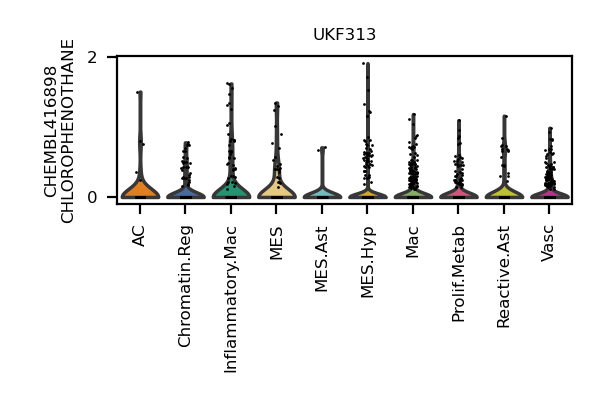 UKF313
CHEMBL416898
CHLOROPHENOTHANE
2
0
AC
Chromatin.Reg
Inflammatory.Mac
MES
MES.Ast
MES.Hyp
Mac
Prolif.Metab
Reactive.Ast
Vasc